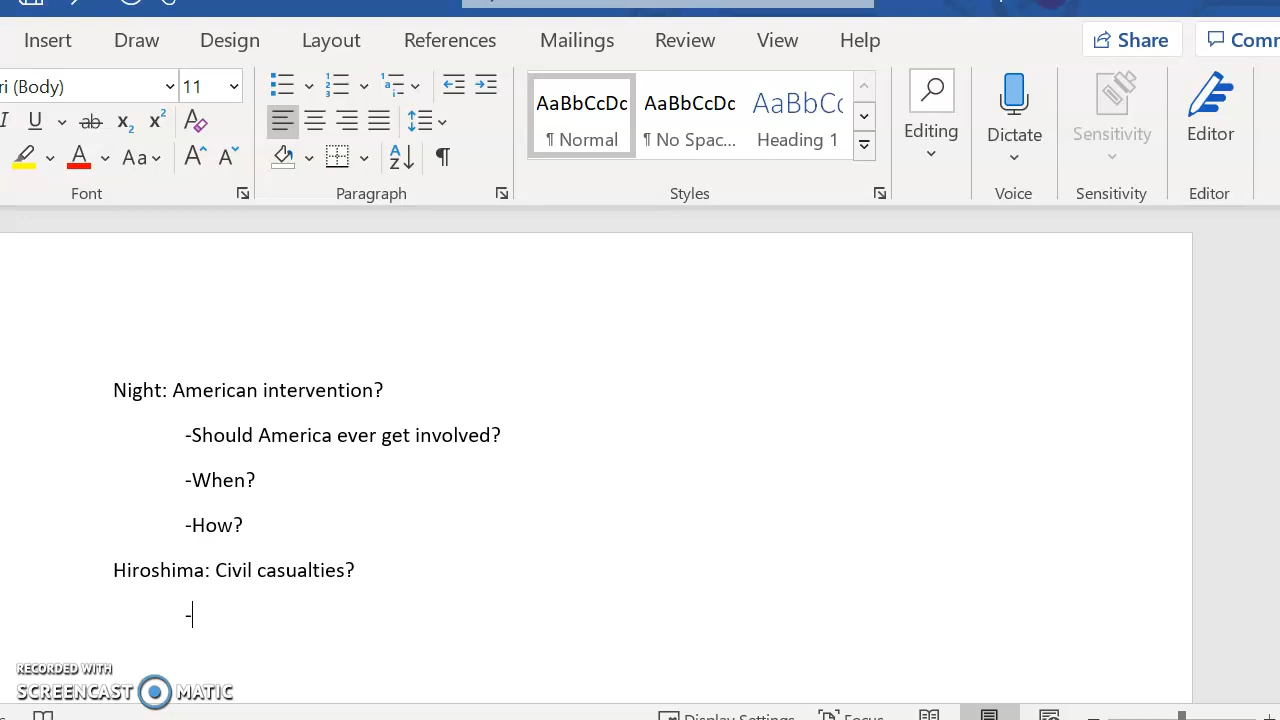 Insert Draw Design Layout References Mailings Review View Help Share
ri (Body) 11 AaBbCcDc AaBbCcDc AaBbCc
¶ Normal ¶ No Spac... Heading 1
Editing Dictate Sensitivity Editor
Font Paragraph Styles Voice Sensitivity Editor
Night: American intervention?
-Should America ever get involved?
-When?
-How?
Hiroshima: Civil casualties?
-
RECORDED WITH
SCREENCAST MATIC
Display Settings Focus